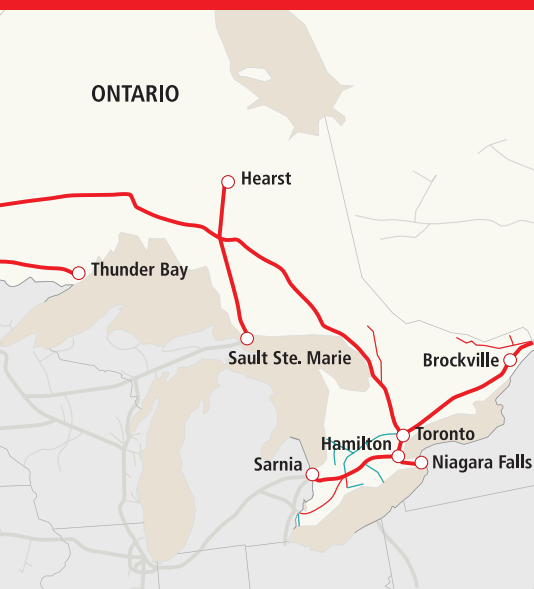 ONTARIO
Hearst
Thunder Bay
Sault Ste. Marie
Brockville
Toronto
Hamilton
Sarnia
Niagara Falls